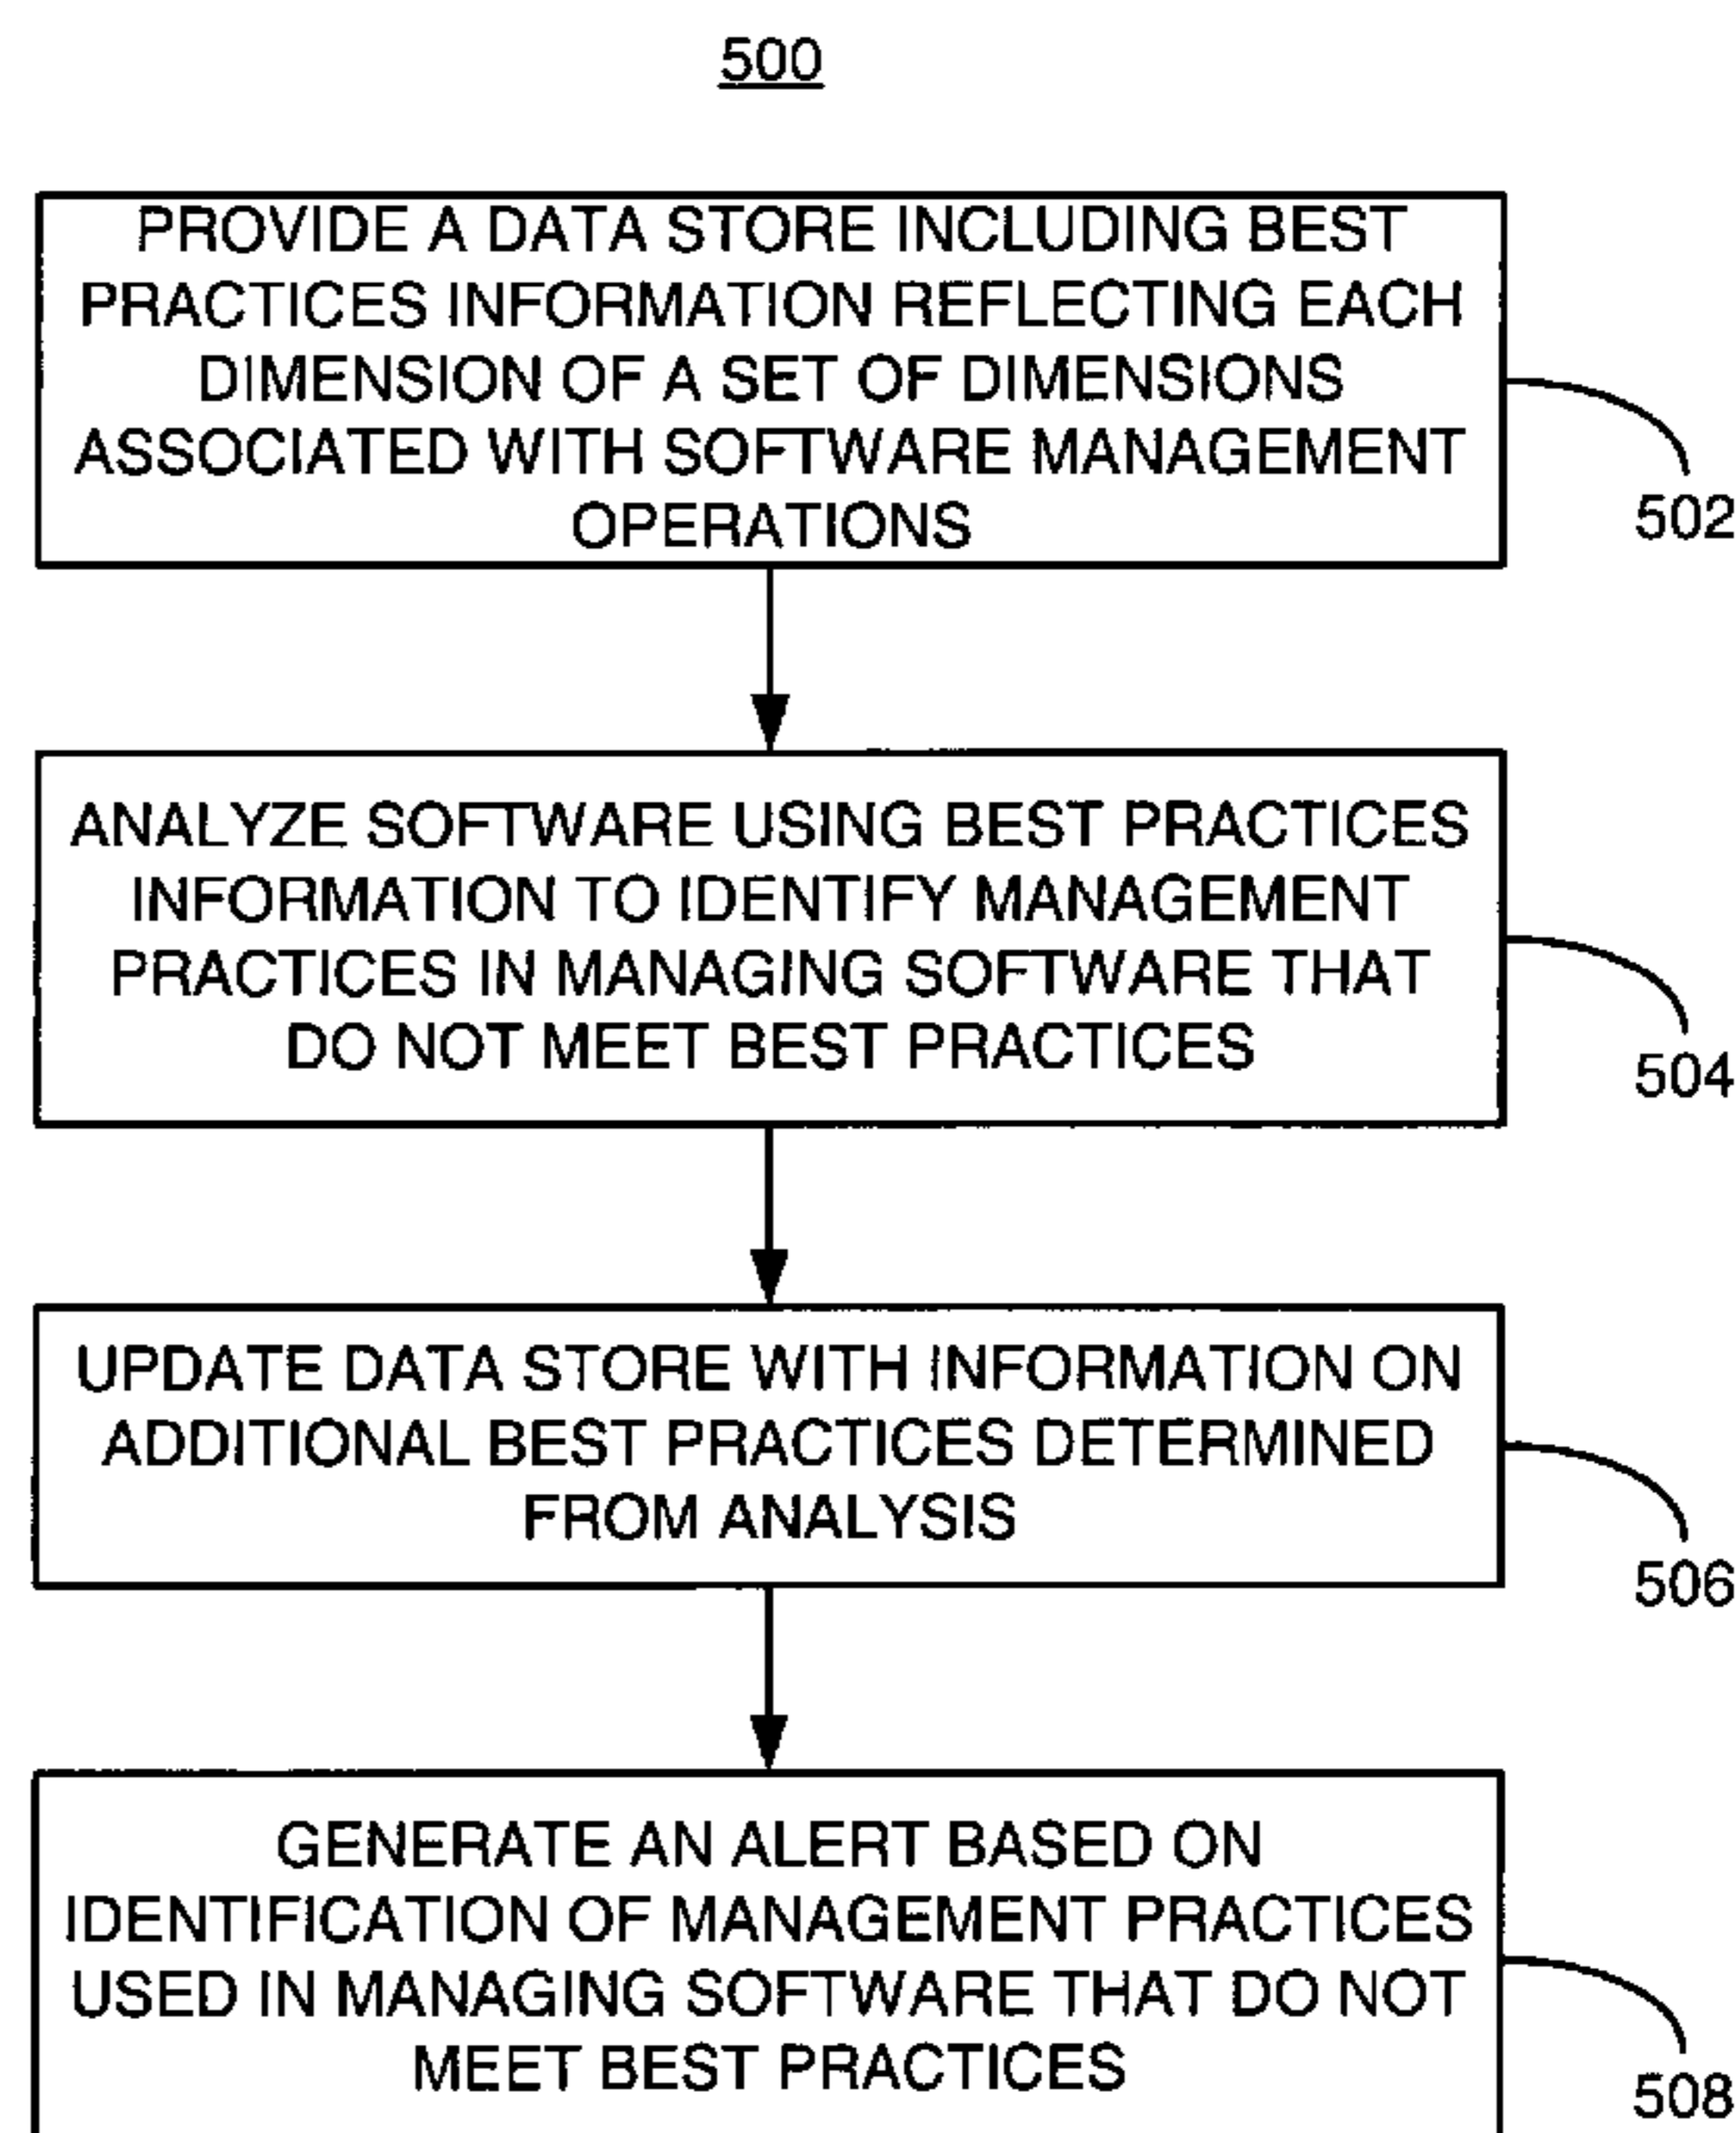 500
PROVIDE A DATA STORE INCLUDING BEST
PRACTICES INFORMATION REFLECTING EACH
DIMENSION OF A SET OF DIMENSIONS
ASSOCIATED WITH SOFTWARE MANAGEMENT
OPERATIONS
502
ANALYZE SOFTWARE USING BEST PRACTICES
INFORMATION TO IDENTIFY MANAGEMENT
PRACTICES IN MANAGING SOFTWARE THAT
DO NOT MEET BEST PRACTICES
504
UPDATE DATA STORE WITH INFORMATION ON
ADDITIONAL BEST PRACTICES DETERMINED
FROM ANALYSIS
506
GENERATE AN ALERT BASED ON
IDENTIFICATION OF MANAGEMENT PRACTICES
USED IN MANAGING SOFTWARE THAT DO NOT
MEET BEST PRACTICES
508